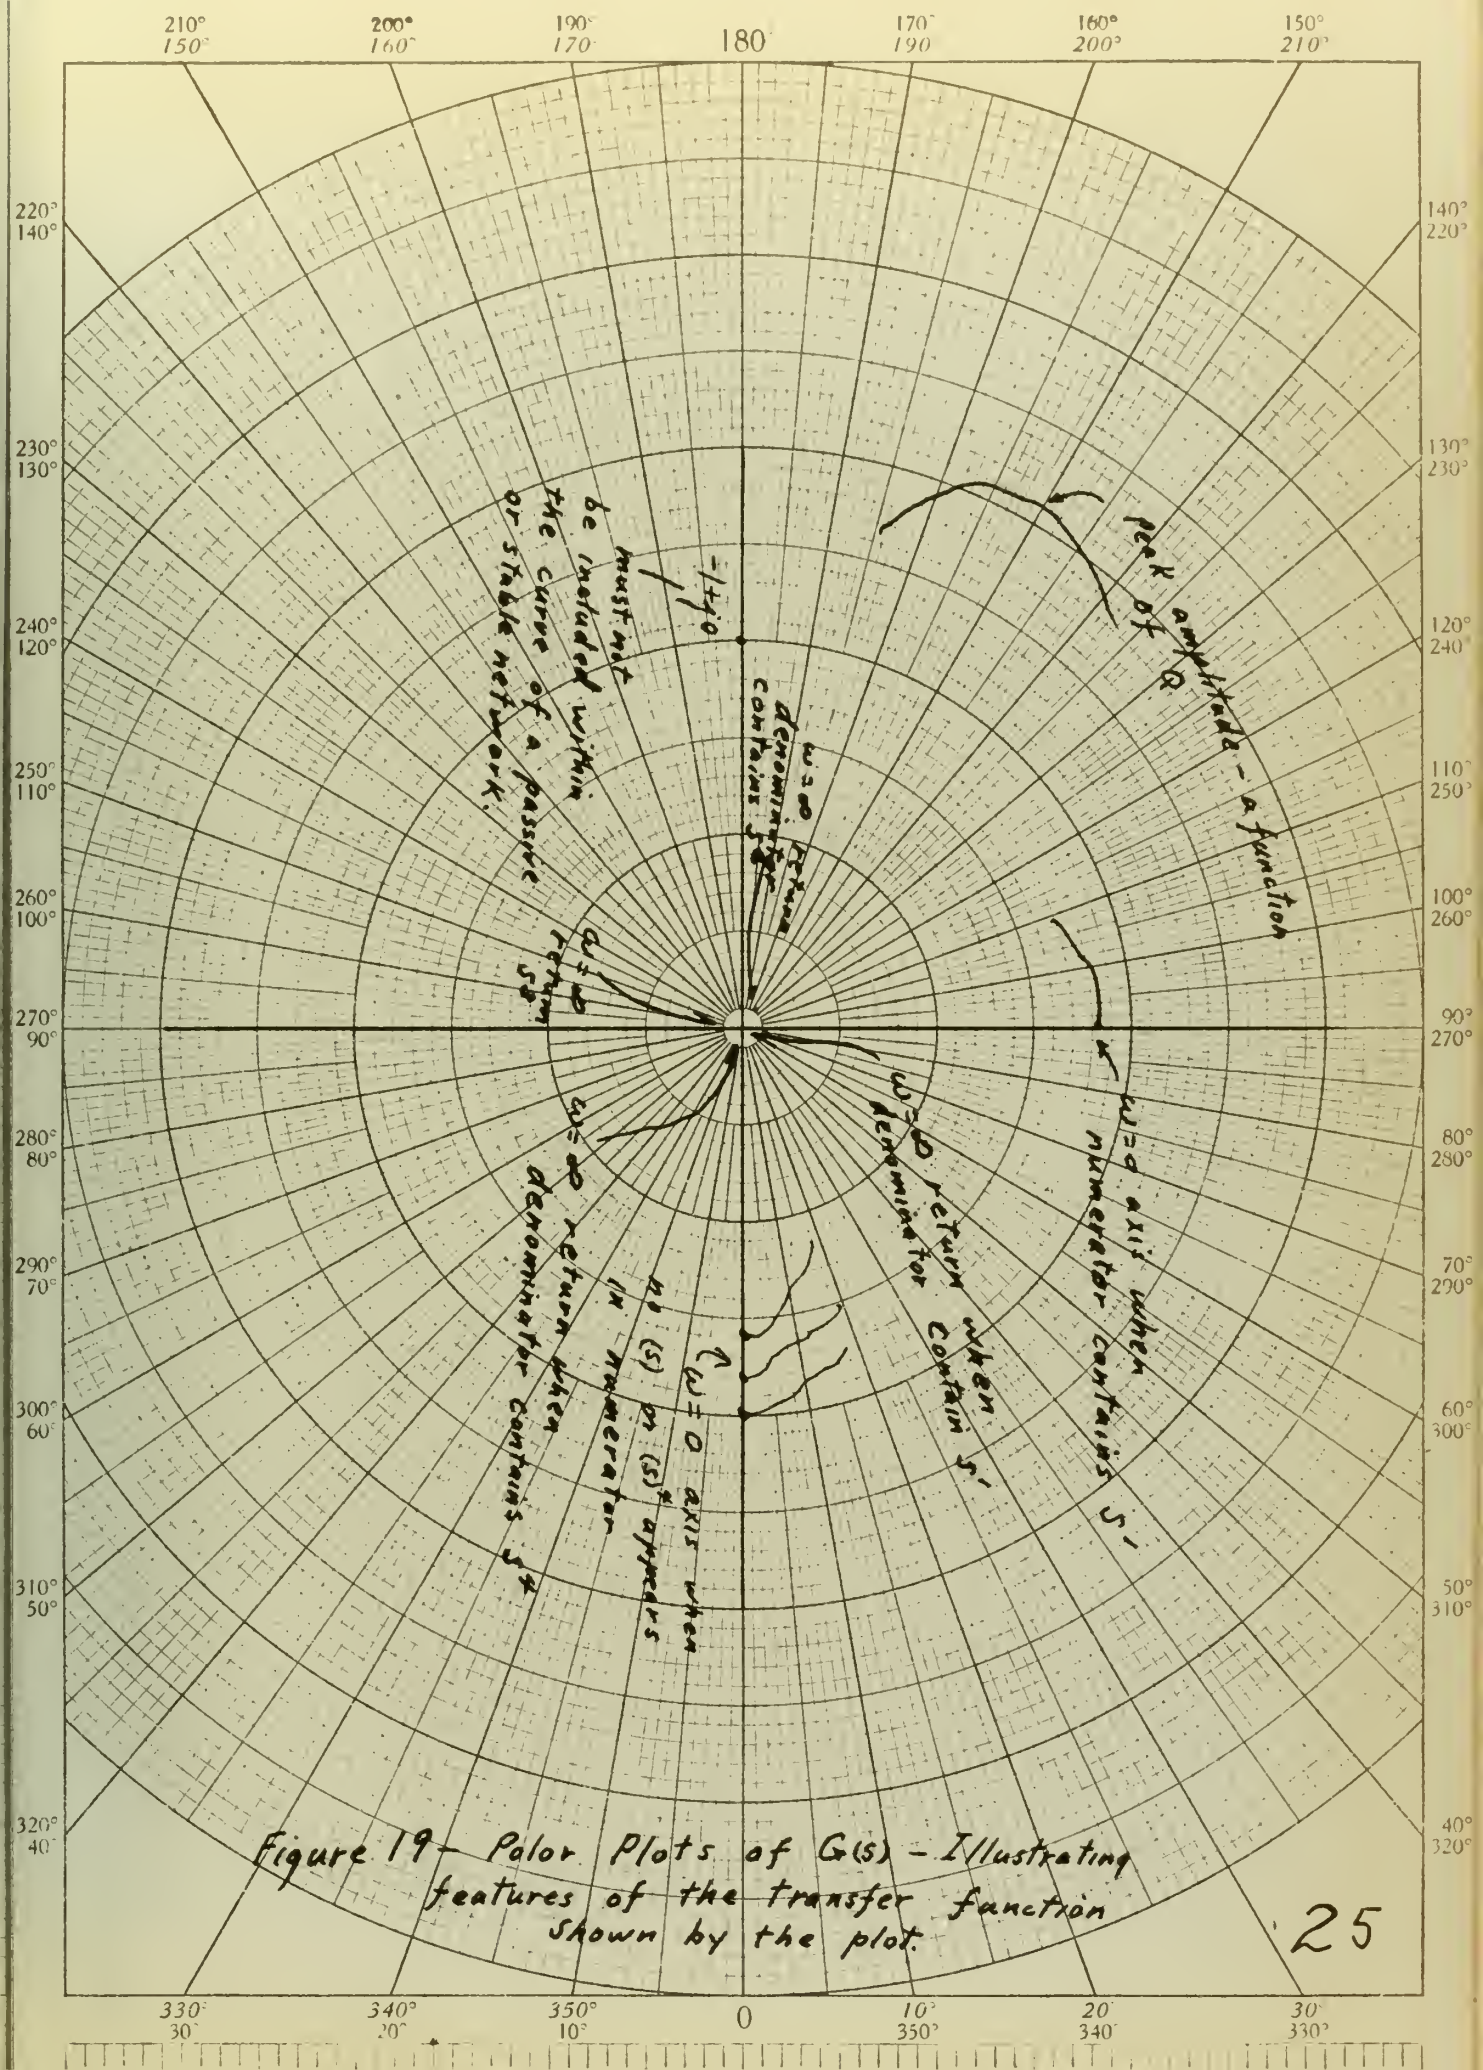 210° 200° 190° 180 170° 160° 150°
150° 160° 170° 190 200° 210°
220°
140°
230°
130°
240°
120°
250°
110°
260°
100°
270°
90°
280°
80°
290°
70°
300°
60°
310°
50°
320°
40°
140°
220°
130°
230°
120°
240°
110°
250°
100°
260°
90°
270°
80°
280°
70°
290°
60°
300°
50°
310°
40°
320°
peak amplitude - a function
of Q
-1+j0
must not
be included within
the curve of a passive
or stable network.
ω=∞ return
denominator
contains
ω=∞
return
ω=0 axis when
numerator contains s'
ω=∞ return when
denominator contain s'
ω=0 axis when
no (s) or (s)⁴ appears
in numerator
ω=∞ return when
denominator contains s⁴
Figure 19 - Polar Plots of G(s) - Illustrating
features of the transfer function
shown by the plot.
25
330° 340° 350° 0 10° 20° 30°
30° 20° 10° 350° 340° 330°